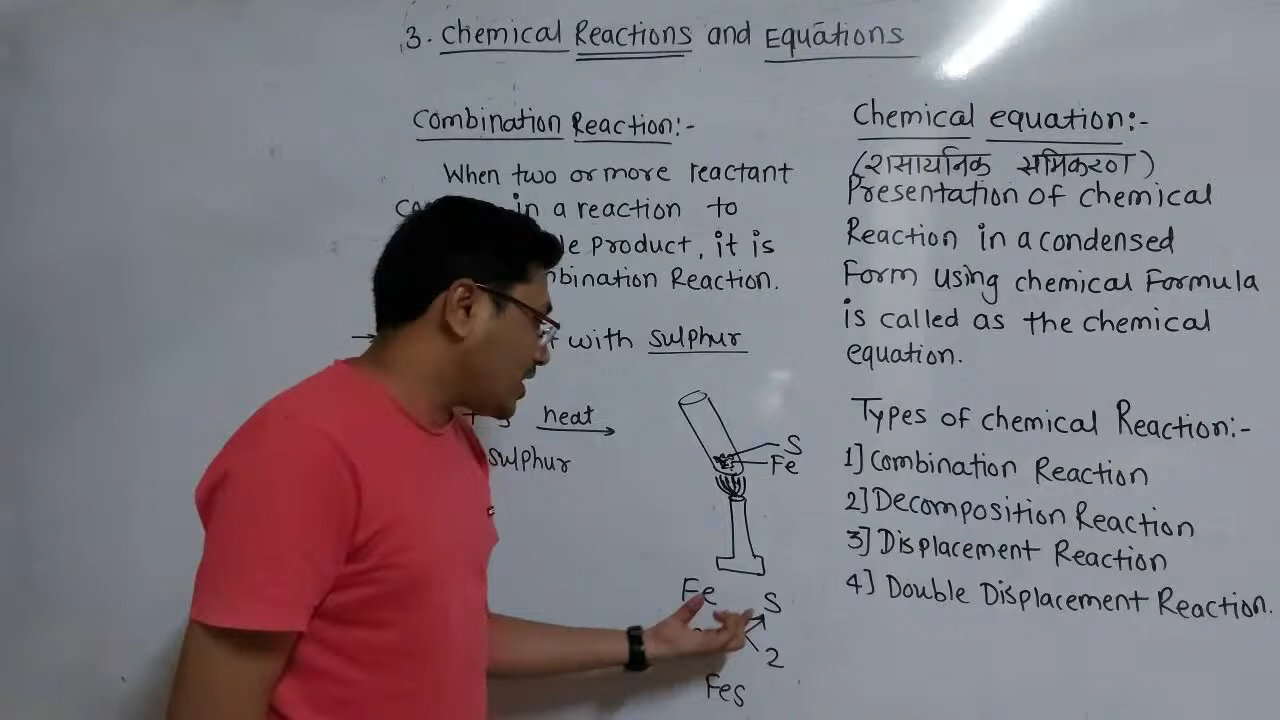 3. Chemical Reactions and Equations
Combination Reaction:-
When two or more reactant
in a reaction to
Product, it is
Reaction.
with sulphur
heat
sulphur
S
Fe
Fe
S
2
Fes
Chemical equation:-
(रासायनिक समिकरण)
Presentation of chemical
Reaction in a condensed
Form using chemical Formula
is called as the chemical
equation.
Types of chemical Reaction:-
1] Combination Reaction
2] Decomposition Reaction
3] Displacement Reaction
4] Double Displacement Reaction.